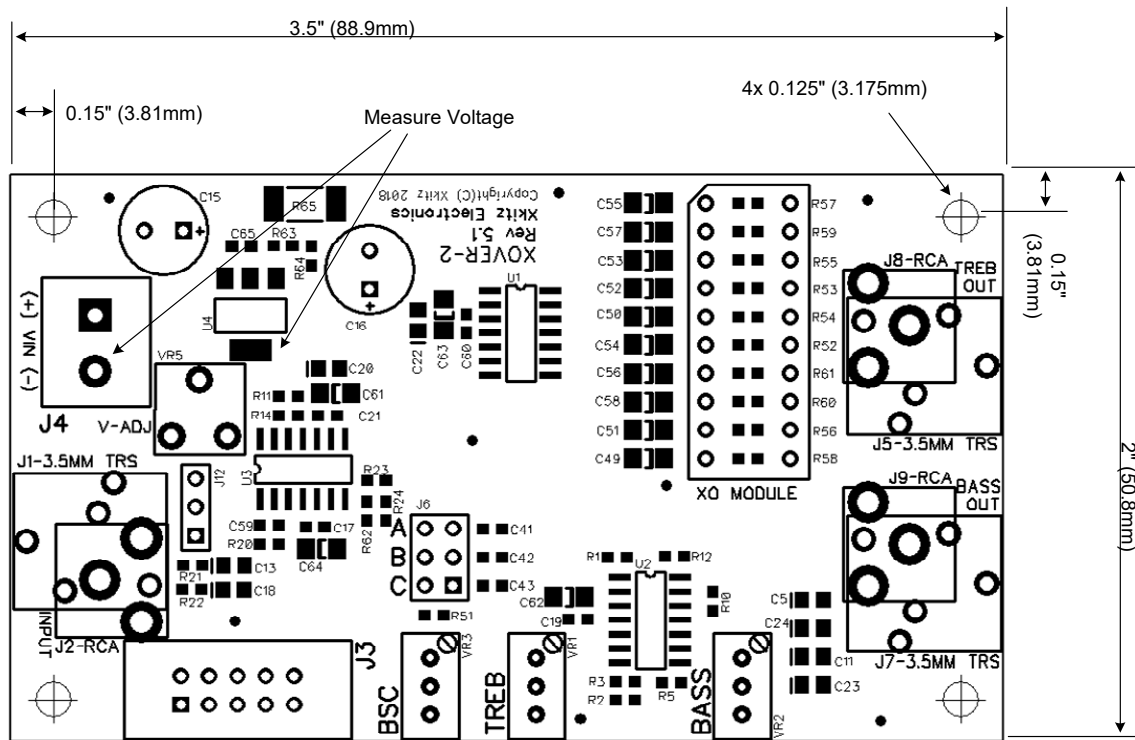 3.5" (88.9mm)
0.15" (3.81mm)
Measure Voltage
4x 0.125" (3.175mm)
0.15"
(3.81mm)
2" (50.8mm)
C15
R65
Copyright(C) Xkitz 2018
Xkitz Electronics
Rev 5.1
XOVER-2
C65
R63
R64
U4
C16
U1
C22
C63
C60
(+) VIN (-)
J4
VR5
V-ADJ
C20
R11
C61
R14
C21
U3
J12
J1-3.5MM TRS
R23
R24
R62
C59
C17
R20
C64
R21
C13
R22
C18
INPUT
J2-RCA
J3
J6
A
B
C
C41
C42
C43
R51
C62
C19
R1
R12
U2
R10
R3
R2
R5
BSC
VR3
TREB
VR1
BASS
VR2
C55
R57
C57
R59
C53
R55
C52
R53
C50
R54
C54
R52
C56
R61
C58
R60
C51
R56
C49
R58
XO MODULE
J8-RCA
TREB
OUT
J5-3.5MM TRS
J9-RCA
BASS
OUT
J7-3.5MM TRS
C5
C24
C11
C23